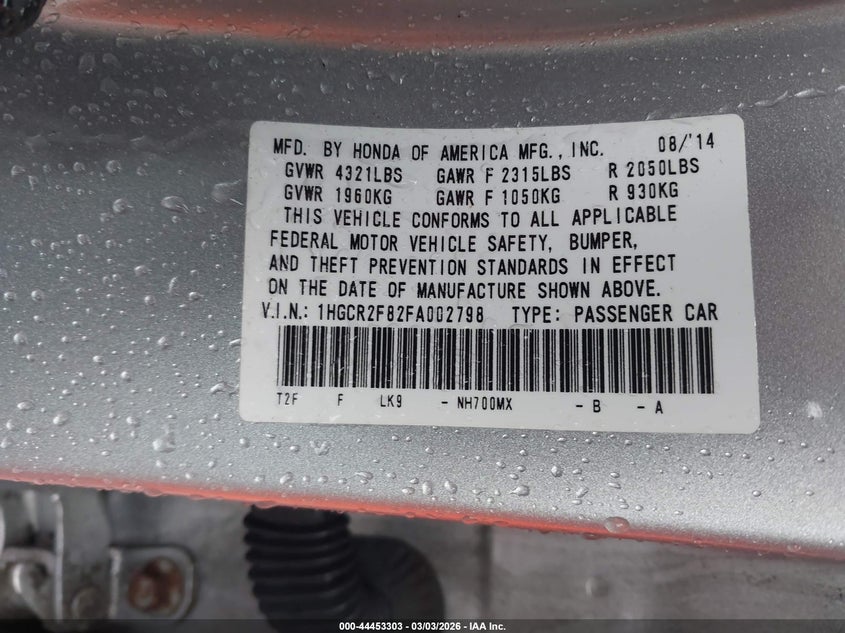 MFD. BY HONDA OF AMERICA MFG., INC. 08/'14
GVWR 4321LBS GAWR F 2315LBS R 2050LBS
GVWR 1960KG GAWR F 1050KG R 930KG
THIS VEHICLE CONFORMS TO ALL APPLICABLE
FEDERAL MOTOR VEHICLE SAFETY, BUMPER,
AND THEFT PREVENTION STANDARDS IN EFFECT
ON THE DATE OF MANUFACTURE SHOWN ABOVE.
V.I.N.: 1HGCR2F82FA002798 TYPE: PASSENGER CAR
T2F F LK9 - NH700MX - B - A
000-44453303 - 03/03/2026 - IAA Inc.